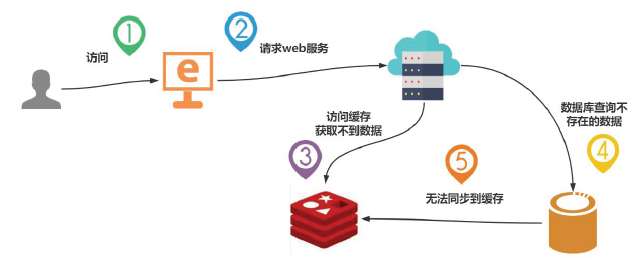 1
访问
2
请求web服务
e
访问缓存
获取不到数据
3
数据库查询不
存在的数据
4
5
无法同步到缓存